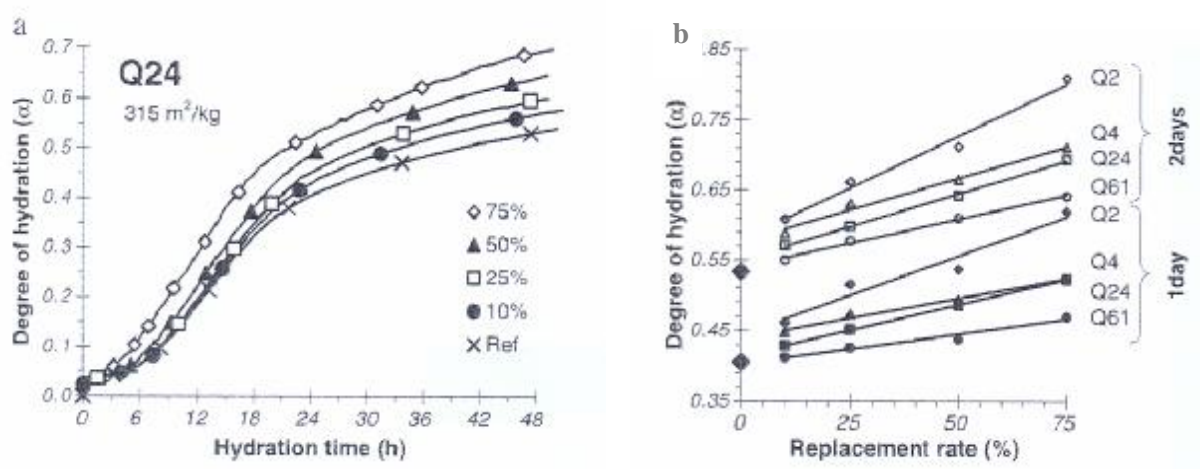 a
Degree of hydration (α)
0.7
0.6
0.5
0.4
0.3
0.2
0.1
0.0
Q24
315 m²/kg
75%
50%
25%
10%
Ref
0 6 12 18 24 30 36 42 48
Hydration time (h)
b
Degree of hydration (α)
.85
0.75
0.65
0.55
0.45
0.35
Q2
Q4
Q24
Q61
2days
Q2
Q4
Q24
Q61
1day
0 25 50 75
Replacement rate (%)